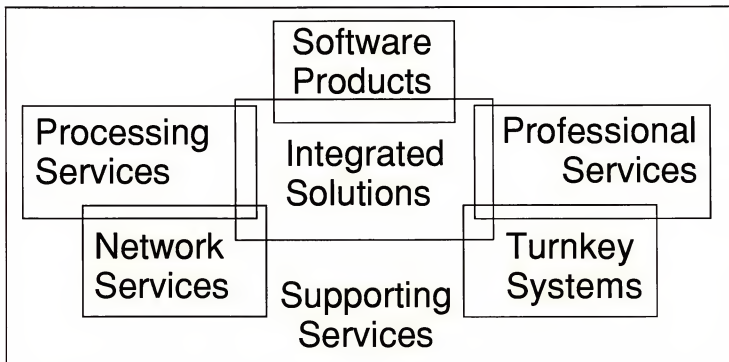 Software
Products
Processing
Services
Integrated
Solutions
Professional
Services
Network
Services
Turnkey
Systems
Supporting
Services